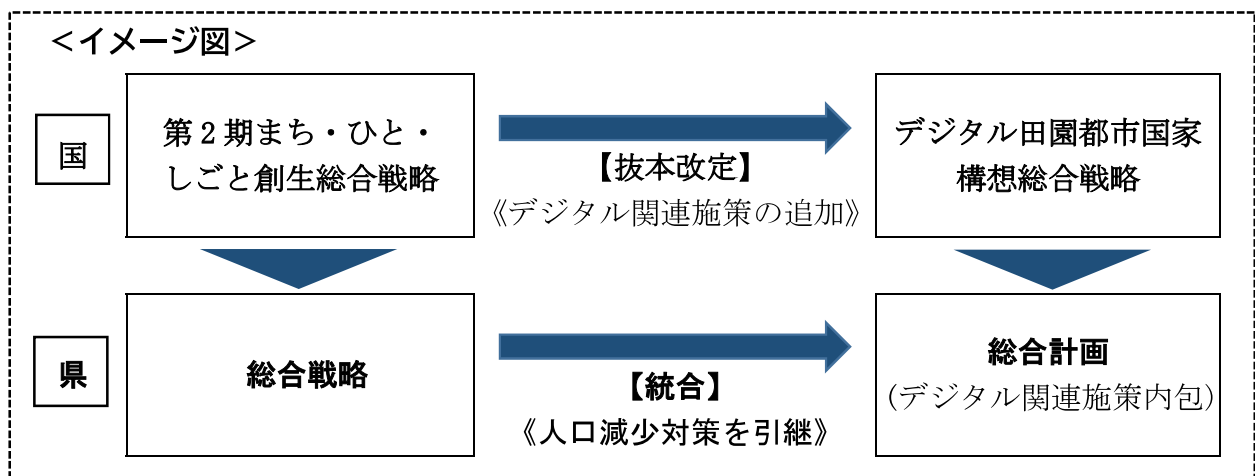 <イメージ図>
国
第2期まち・ひと・
しごと創生総合戦略
【抜本改定】
《デジタル関連施策の追加》
デジタル田園都市国家
構想総合戦略
県
総合戦略
【統合】
《人口減少対策を引継》
総合計画
(デジタル関連施策内包)